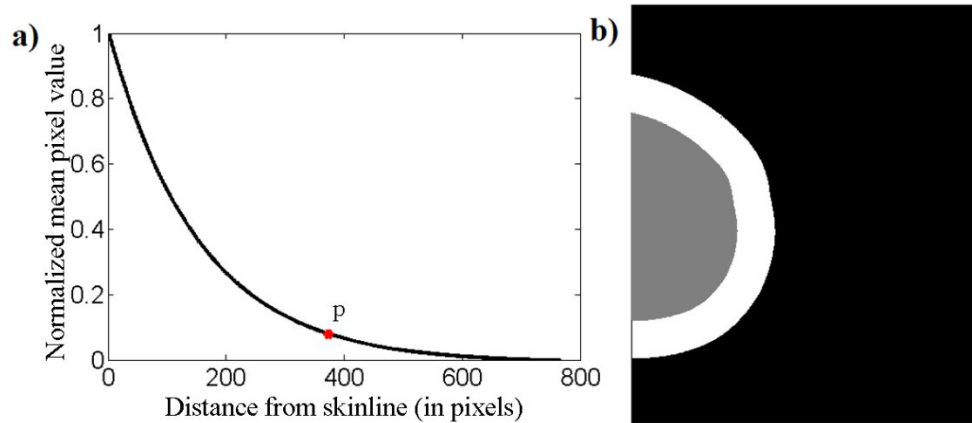 a)
Normalized mean pixel value
1
0.8
0.6
0.4
0.2
0
p
0 200 400 600 800
Distance from skinline (in pixels)
b)